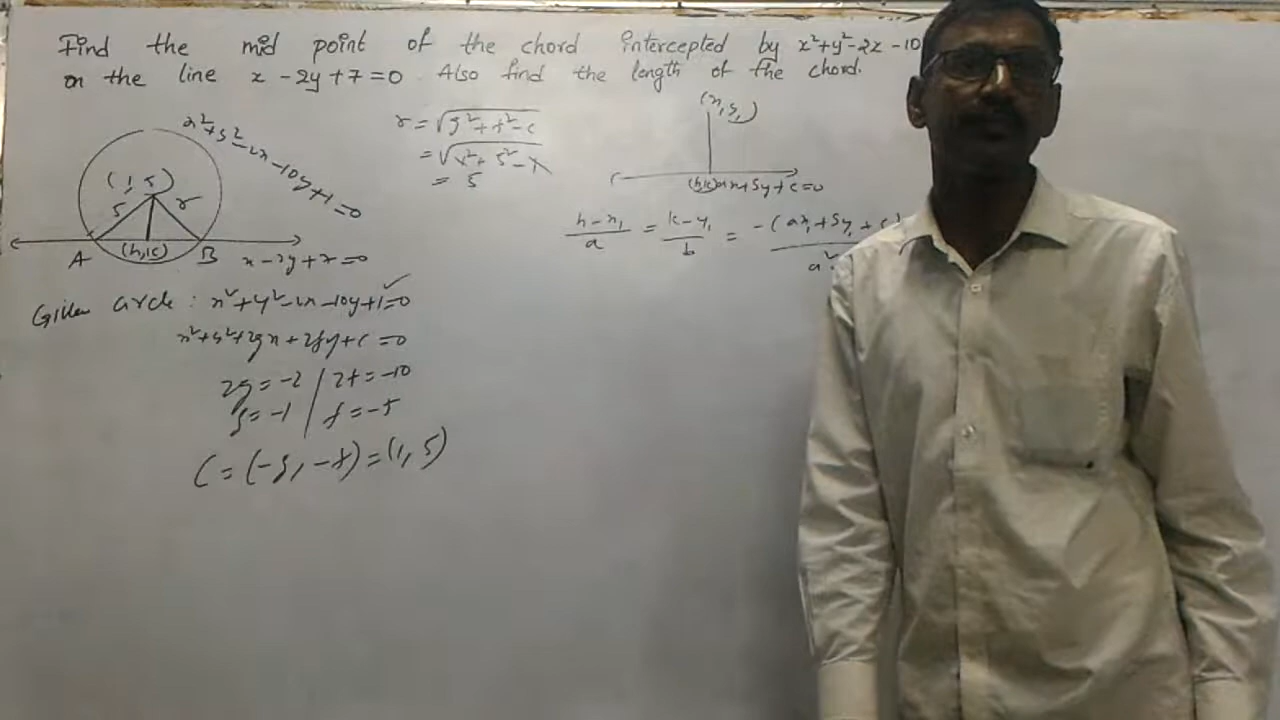 Find the mid point of the chord intercepted by x²+y²-2x-10
on the line x-2y+7=0. Also find the length of the chord.
x²+y²-2x-10y+1=0
(1, 5)
5
r
A
(h,k)
B
x-2y+7=0
r = √g²+f²-c
= √1²+5²-1
= 5
(x₁,y₁)
(h,k)
ax+by+c=0
h-x₁/a = k-y₁/b = -(ax₁+by₁+c)/a²
Given circle: x²+y²-2x-10y+1=0
x²+y²+2gx+2fy+c=0
2g=-2 | 2f=-10
g=-1 | f=-5
C=(-g, -f)=(1, 5)